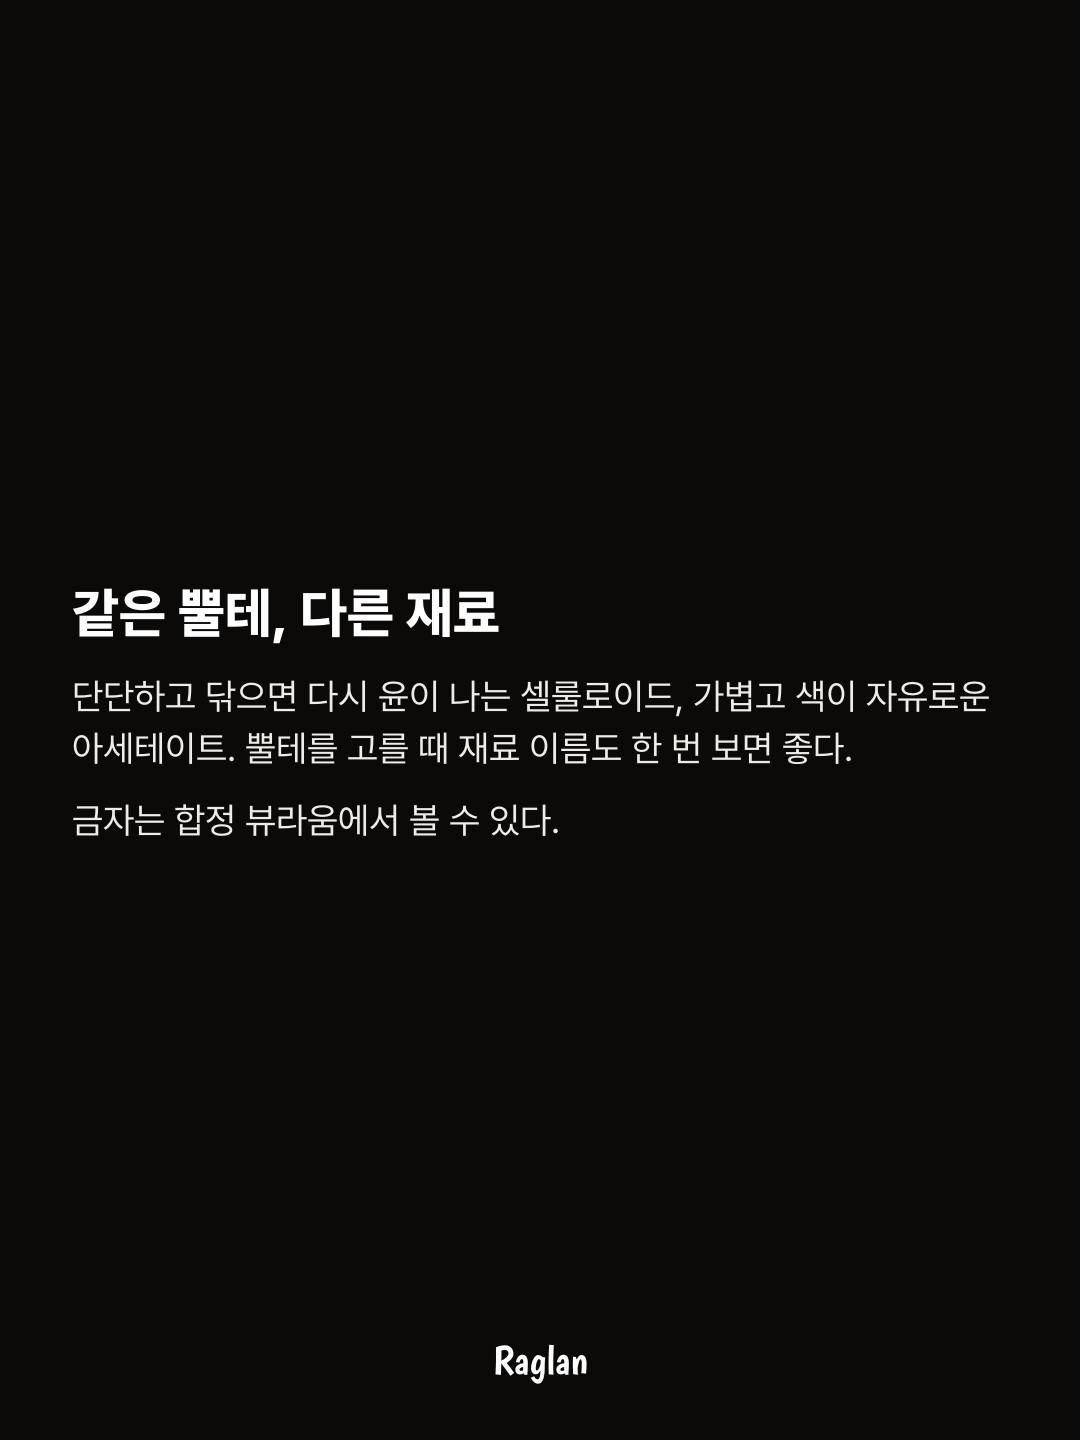 같은 뿔테, 다른 재료
단단하고 닦으면 다시 윤이 나는 셀룰로이드, 가볍고 색이 자유로운
아세테이트. 뿔테를 고를 때 재료 이름도 한 번 보면 좋다.
금자는 합정 뷰라움에서 볼 수 있다.
Raglan